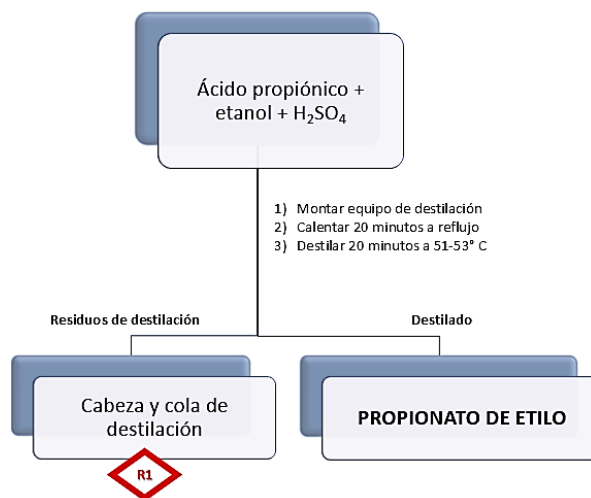 Ácido propiónico +
etanol + H₂SO₄
1) Montar equipo de destilación
2) Calentar 20 minutos a reflujo
3) Destilar 20 minutos a 51-53° C
Residuos de destilación
Destilado
Cabeza y cola de
destilación
PROPIONATO DE ETILO
R1